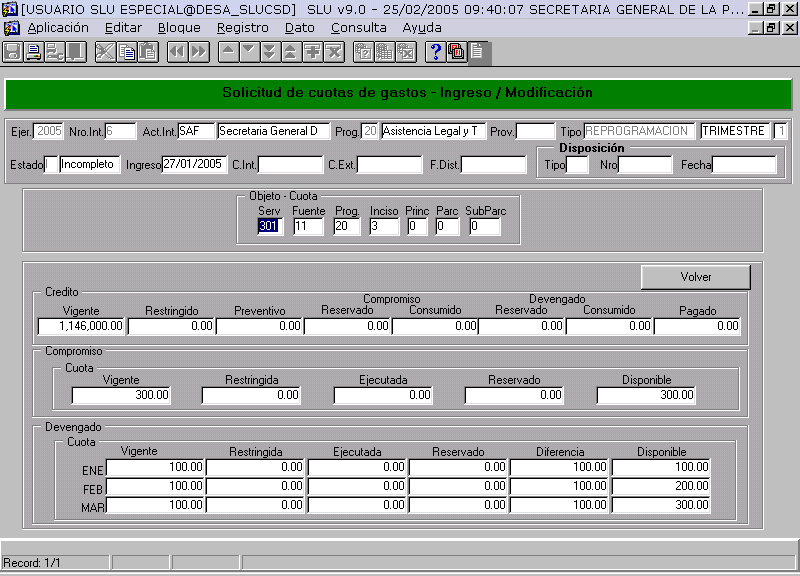 [USUARIO SLU ESPECIAL@DESA_SLUCSD] SLU v9.0 - 25/02/2005 09:40:07 SECRETARIA GENERAL DE LA P...
Aplicación Editar Bloque Registro Dato Consulta Ayuda
Solicitud de cuotas de gastos - Ingreso / Modificación
Ejer. 2005 Nro.Int. 6 Act.Int. SAF Secretaria General D Prog. 20 Asistencia Legal y T Prov. Tipo REPROGRAMACION TRIMESTRE 1
Disposición
Estado I Incompleto Ingreso 27/01/2005 C.Int. C.Ext. F.Dist. Tipo Nro Fecha
Objeto - Cuota
Serv Fuente Prog. Inciso Princ Parc SubParc
301 11 20 3 0 0 0
Volver
Credito
Compromiso Devengado
Vigente Restringido Preventivo Reservado Consumido Reservado Consumido Pagado
1,146,000.00 0.00 0.00 0.00 0.00 0.00 0.00 0.00
Compromiso
Cuota
Vigente Restringida Ejecutada Reservado Disponible
300.00 0.00 0.00 0.00 300.00
Devengado
Cuota
Vigente Restringida Ejecutada Reservado Diferencia Disponible
ENE 100.00 0.00 0.00 0.00 100.00 100.00
FEB 100.00 0.00 0.00 0.00 100.00 200.00
MAR 100.00 0.00 0.00 0.00 100.00 300.00
Record: 1/1